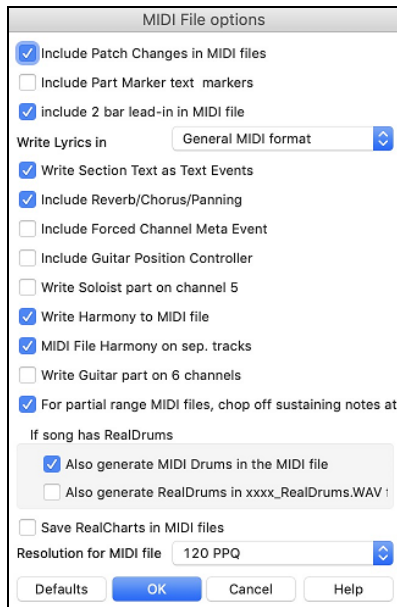 MIDI File options
Include Patch Changes in MIDI files
Include Part Marker text markers
include 2 bar lead-in in MIDI file
Write Lyrics in General MIDI format
Write Section Text as Text Events
Include Reverb/Chorus/Panning
Include Forced Channel Meta Event
Include Guitar Position Controller
Write Soloist part on channel 5
Write Harmony to MIDI file
MIDI File Harmony on sep. tracks
Write Guitar part on 6 channels
For partial range MIDI files, chop off sustaining notes at
If song has RealDrums
Also generate MIDI Drums in the MIDI file
Also generate RealDrums in xxxx_RealDrums.WAV
Save RealCharts in MIDI files
Resolution for MIDI file 120 PPQ
Defaults OK Cancel Help